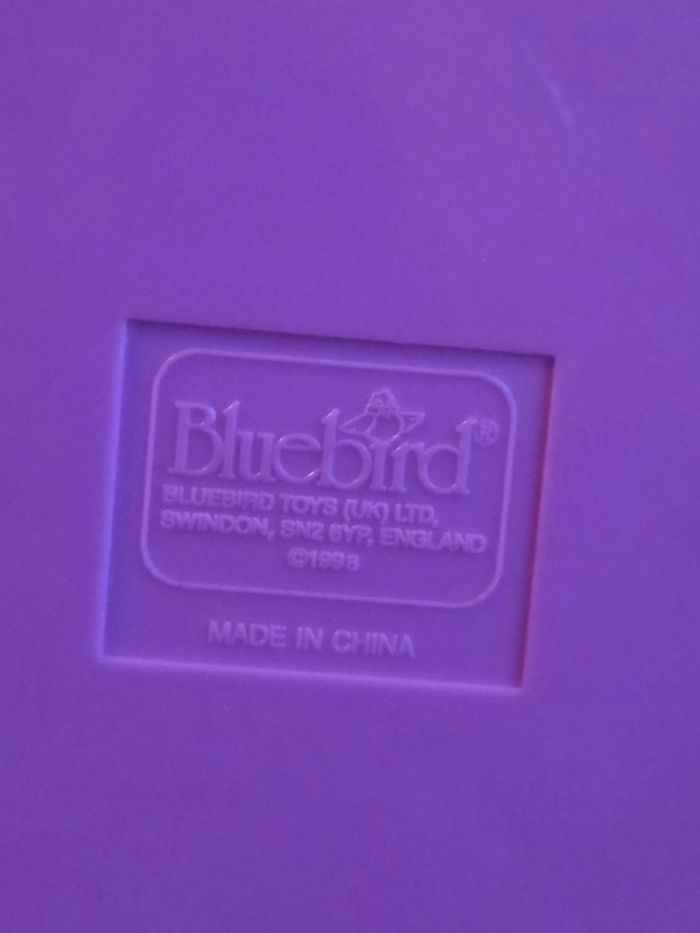 Bluebird®
BLUEBIRD TOYS (UK) LTD,
SWINDON, SN2 6YP, ENGLAND
©1998
MADE IN CHINA